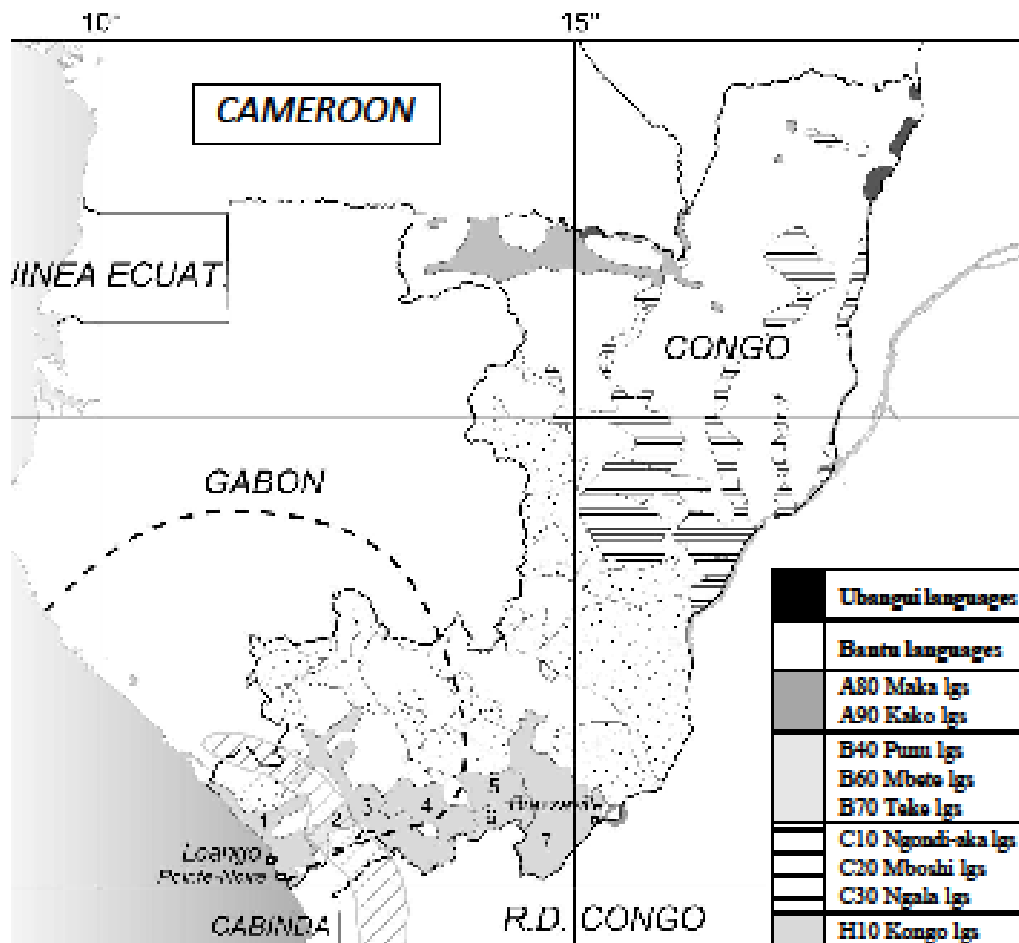 10°
15°
CAMEROON
UINEA ECUAT.
CONGO
GABON
Ubangui languages
Bantu languages
A80 Maka lgs
A90 Kako lgs
B40 Punu lgs
B60 Mbete lgs
B70 Teke lgs
C10 Ngondi-aka lgs
C20 Mboshi lgs
C30 Ngala lgs
H10 Kongo lgs
1
2
3
4
5
6
7
Loango
Pointe-Noire
CABINDA
R.D. CONGO